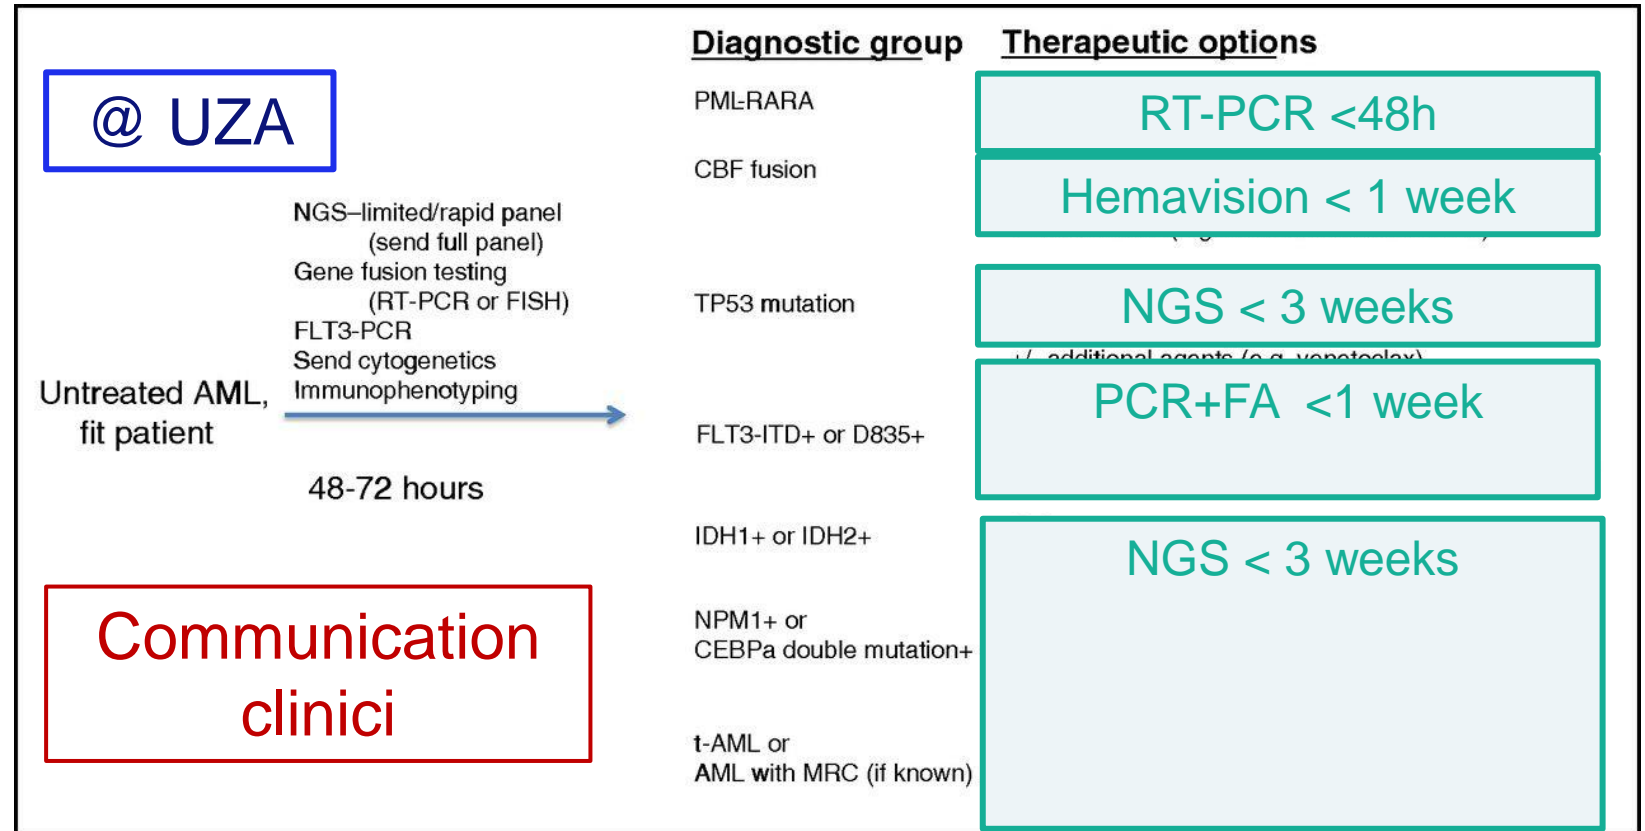 Diagnostic group
Therapeutic options
@ UZA
PML-RARA
RT-PCR <48h
CBF fusion
Hemavision < 1 week
NGS–limited/rapid panel
(send full panel)
Gene fusion testing
(RT-PCR or FISH)
FLT3-PCR
Send cytogenetics
Immunophenotyping
TP53 mutation
NGS < 3 weeks
+/- additional agents (e.g. venetoclax)
Untreated AML,
fit patient
48-72 hours
PCR+FA <1 week
FLT3-ITD+ or D835+
IDH1+ or IDH2+
NGS < 3 weeks
NPM1+ or
CEBPa double mutation+
t-AML or
AML with MRC (if known)
Communication
clinici